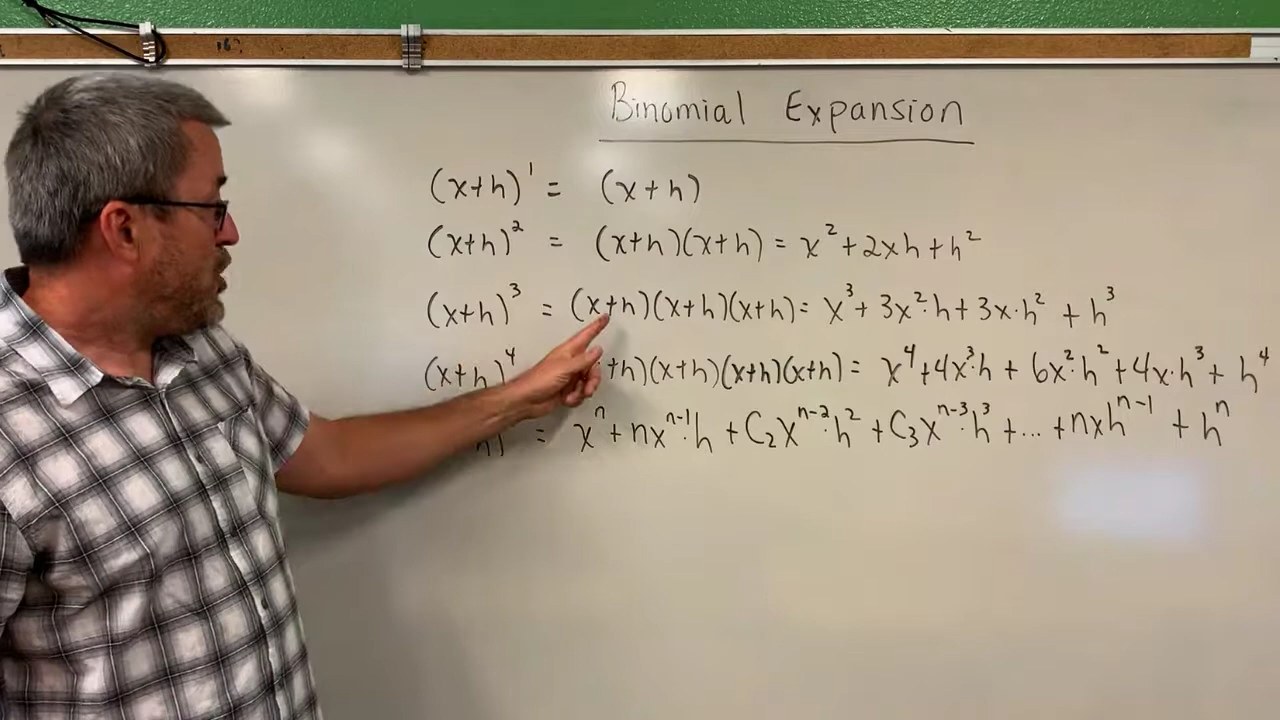 Binomial Expansion
(x+h)¹ = (x+h)
(x+h)² = (x+h)(x+h) = x² + 2xh + h²
(x+h)³ = (x+h)(x+h)(x+h) = x³ + 3x²·h + 3x·h² + h³
(x+h)⁴ +h)(x+h)(x+h)(x+h) = x⁴ + 4x³·h + 6x²·h² + 4x·h³ + h⁴
h) = xⁿ + nxⁿ⁻¹·h + C₂xⁿ⁻²·h² + C₃xⁿ⁻³·h³ + ... + nxhⁿ⁻¹ + hⁿ